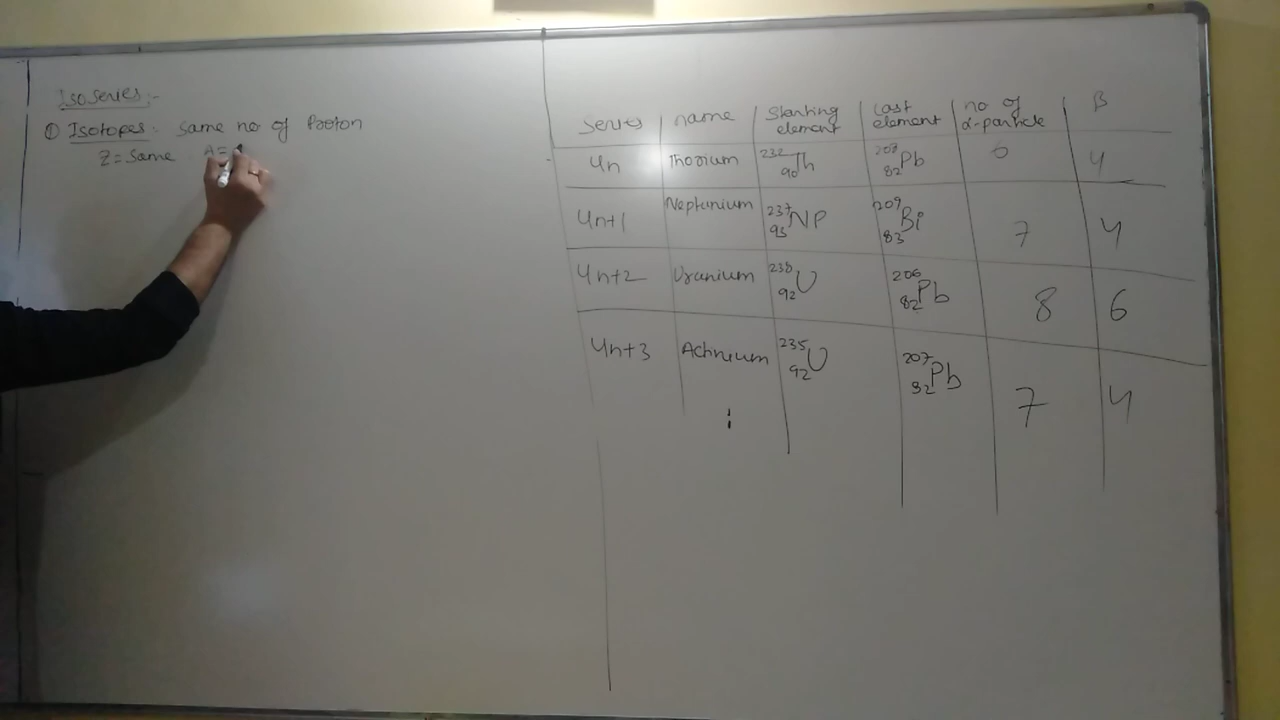 Isoseries:-
① Isotopes: same no of Proton
Z=Same A=
Series name Starting element Last element no of α-particle β
4n Thorium ²³²₉₀Th ²⁰⁸₈₂Pb 6 4
4n+1 Neptunium ²³⁷₉₃NP ²⁰⁹₈₃Bi 7 4
4n+2 Uranium ²³⁸₉₂U ²⁰⁶₈₂Pb 8 6
4n+3 Actinium ²³⁵₉₂U ²⁰⁷₈₂Pb 7 4